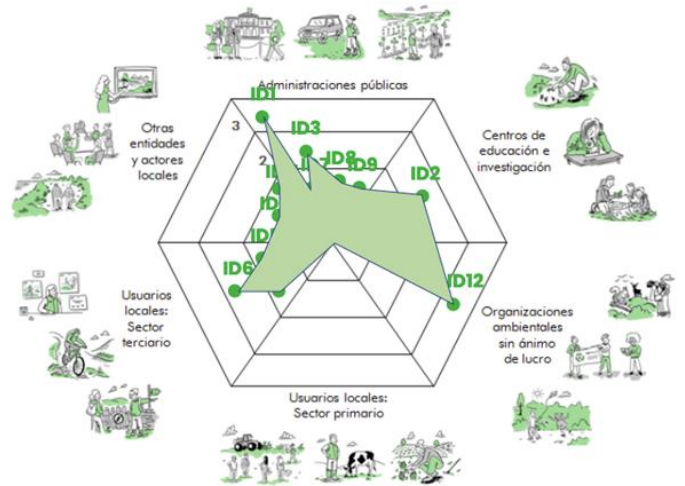 Administraciones públicas
ID1
3
ID3
2
ID8
ID9
ID2
Otras
entidades
y actores
locales
Centros de
educación e
investigación
ID6
ID12
Usuarios
locales:
Sector
terciario
Organizaciones
ambientales
sin ánimo
de lucro
Usuarios locales:
Sector primario